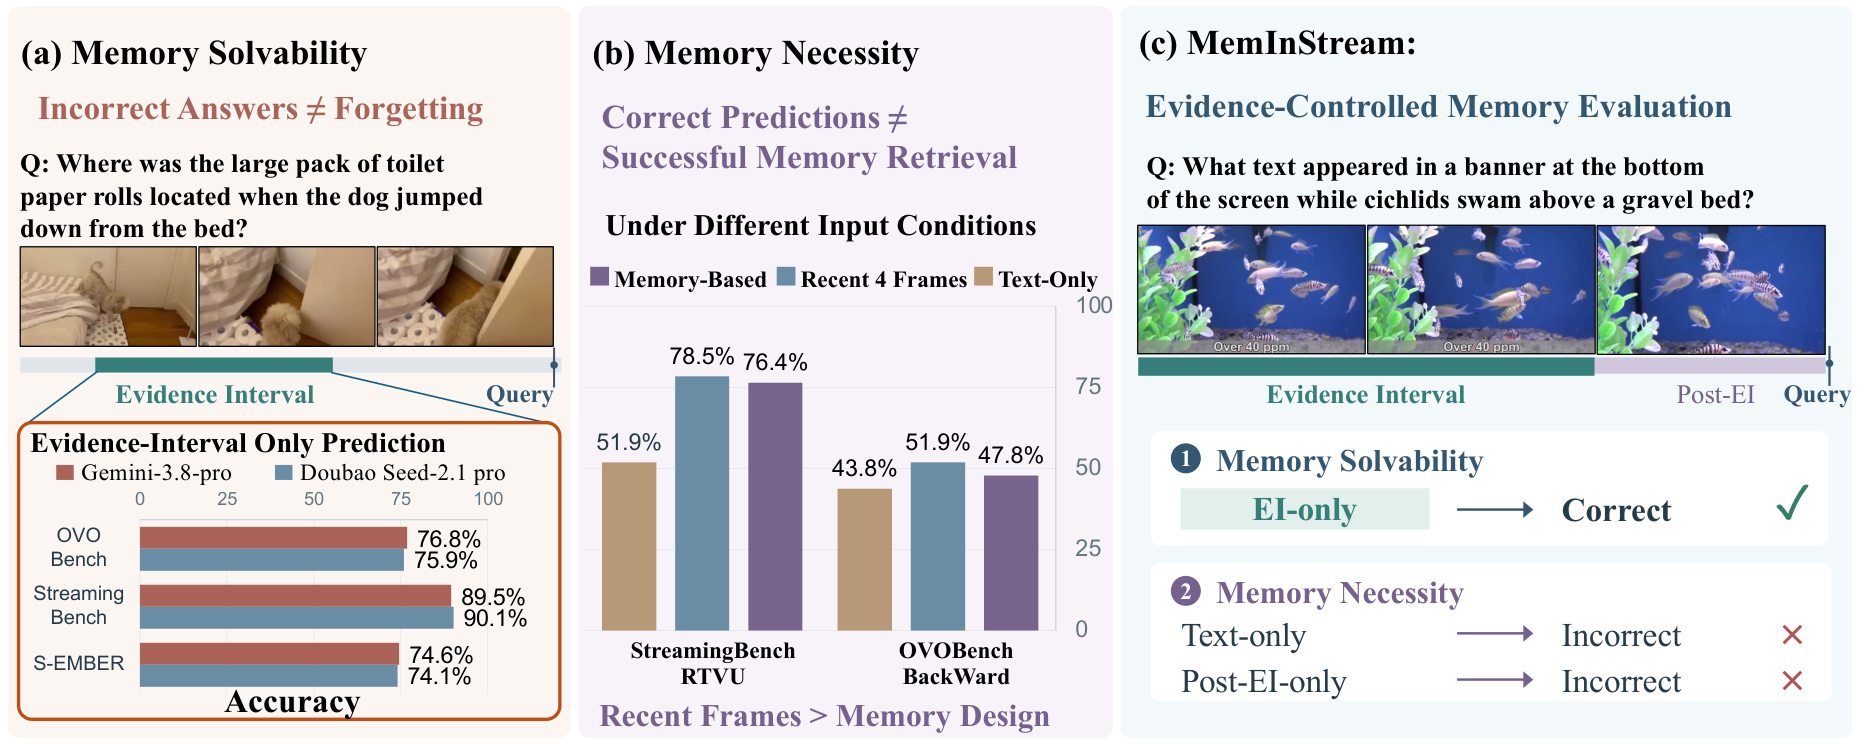 (a) Memory Solvability
Incorrect Answers ≠ Forgetting
Q: Where was the large pack of toilet
paper rolls located when the dog jumped
down from the bed?
Evidence Interval
Query
Evidence-Interval Only Prediction
Gemini-3.8-pro
Doubao Seed-2.1 pro
0 25 50 75 100
OVO
Bench
76.8%
75.9%
Streaming
Bench
89.5%
90.1%
S-EMBER
74.6%
74.1%
Accuracy
(b) Memory Necessity
Correct Predictions ≠
Successful Memory Retrieval
Under Different Input Conditions
Memory-Based Recent 4 Frames Text-Only
100
75
50
25
0
51.9% 78.5% 76.4%
43.8% 51.9% 47.8%
StreamingBench
RTVU
OVOBench
BackWard
Recent Frames > Memory Design
(c) MemInStream:
Evidence-Controlled Memory Evaluation
Q: What text appeared in a banner at the bottom
of the screen while cichlids swam above a gravel bed?
Over 40 ppm
Over 40 ppm
Evidence Interval
Post-EI
Query
1 Memory Solvability
EI-only → Correct ✓
2 Memory Necessity
Text-only → Incorrect ×
Post-EI-only → Incorrect ×